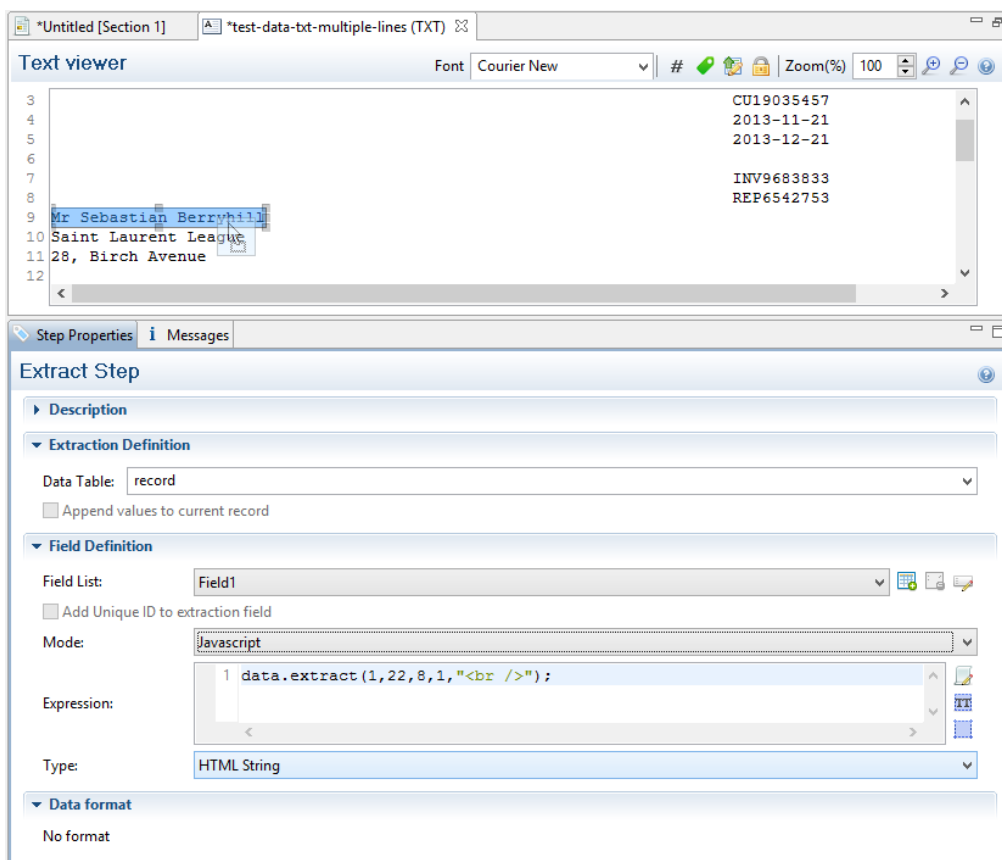 *Untitled [Section 1] *test-data-txt-multiple-lines (TXT)
Text viewer Font Courier New # Zoom(%) 100
3 CU19035457
4 2013-11-21
5 2013-12-21
6
7 INV9683833
8 REP6542753
9 Mr Sebastian Berryhill
10 Saint Laurent League
11 28, Birch Avenue
12
Step Properties i Messages
Extract Step
Description
Extraction Definition
Data Table: record
Append values to current record
Field Definition
Field List: Field1
Add Unique ID to extraction field
Mode: Javascript
1 data.extract(1,22,8,1,"<br />");
Expression:
Type: HTML String
Data format
No format